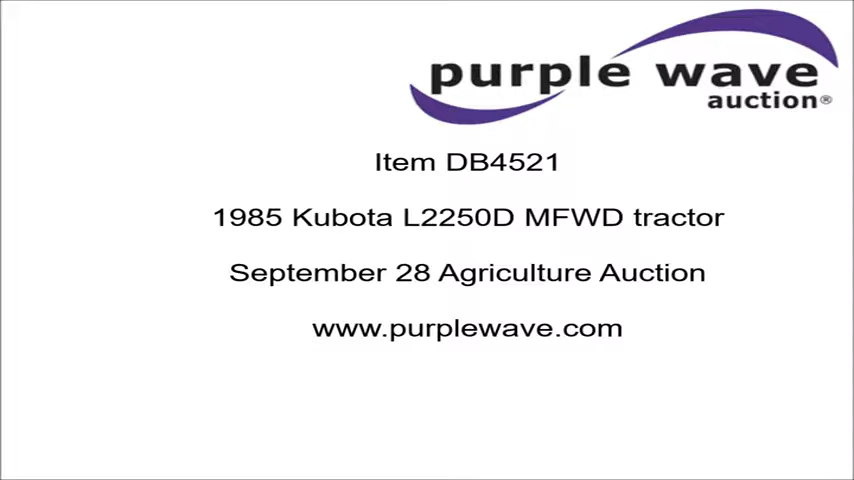 purple wave
auction®
Item DB4521
1985 Kubota L2250D MFWD tractor
September 28 Agriculture Auction
www.purplewave.com